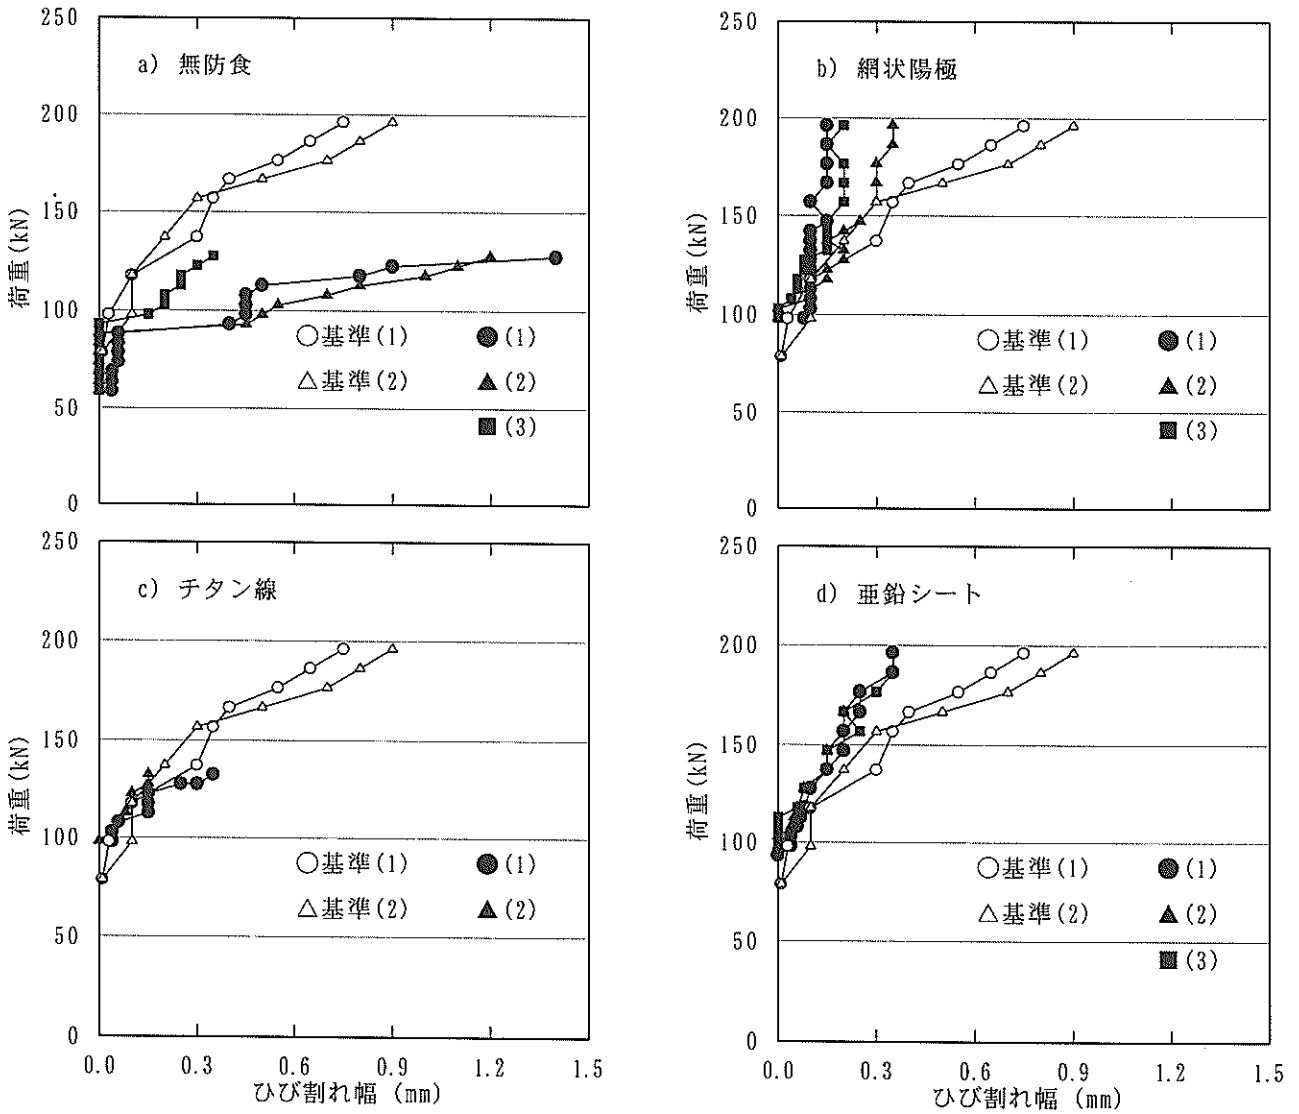 a) 無防食
250
200
150
100
50
0
荷重(kN)
○基準(1) ●(1)
△基準(2) ▲(2)
■(3)
b) 網状陽極
250
200
150
100
50
0
荷重(kN)
○基準(1) ●(1)
△基準(2) ▲(2)
■(3)
c) チタン線
250
200
150
100
50
0
荷重(kN)
○基準(1) ●(1)
△基準(2) ▲(2)
0.0 0.3 0.6 0.9 1.2 1.5
ひび割れ幅 (mm)
d) 亜鉛シート
250
200
150
100
50
0
荷重(kN)
○基準(1) ●(1)
△基準(2) ▲(2)
■(3)
0.0 0.3 0.6 0.9 1.2 1.5
ひび割れ幅 (mm)